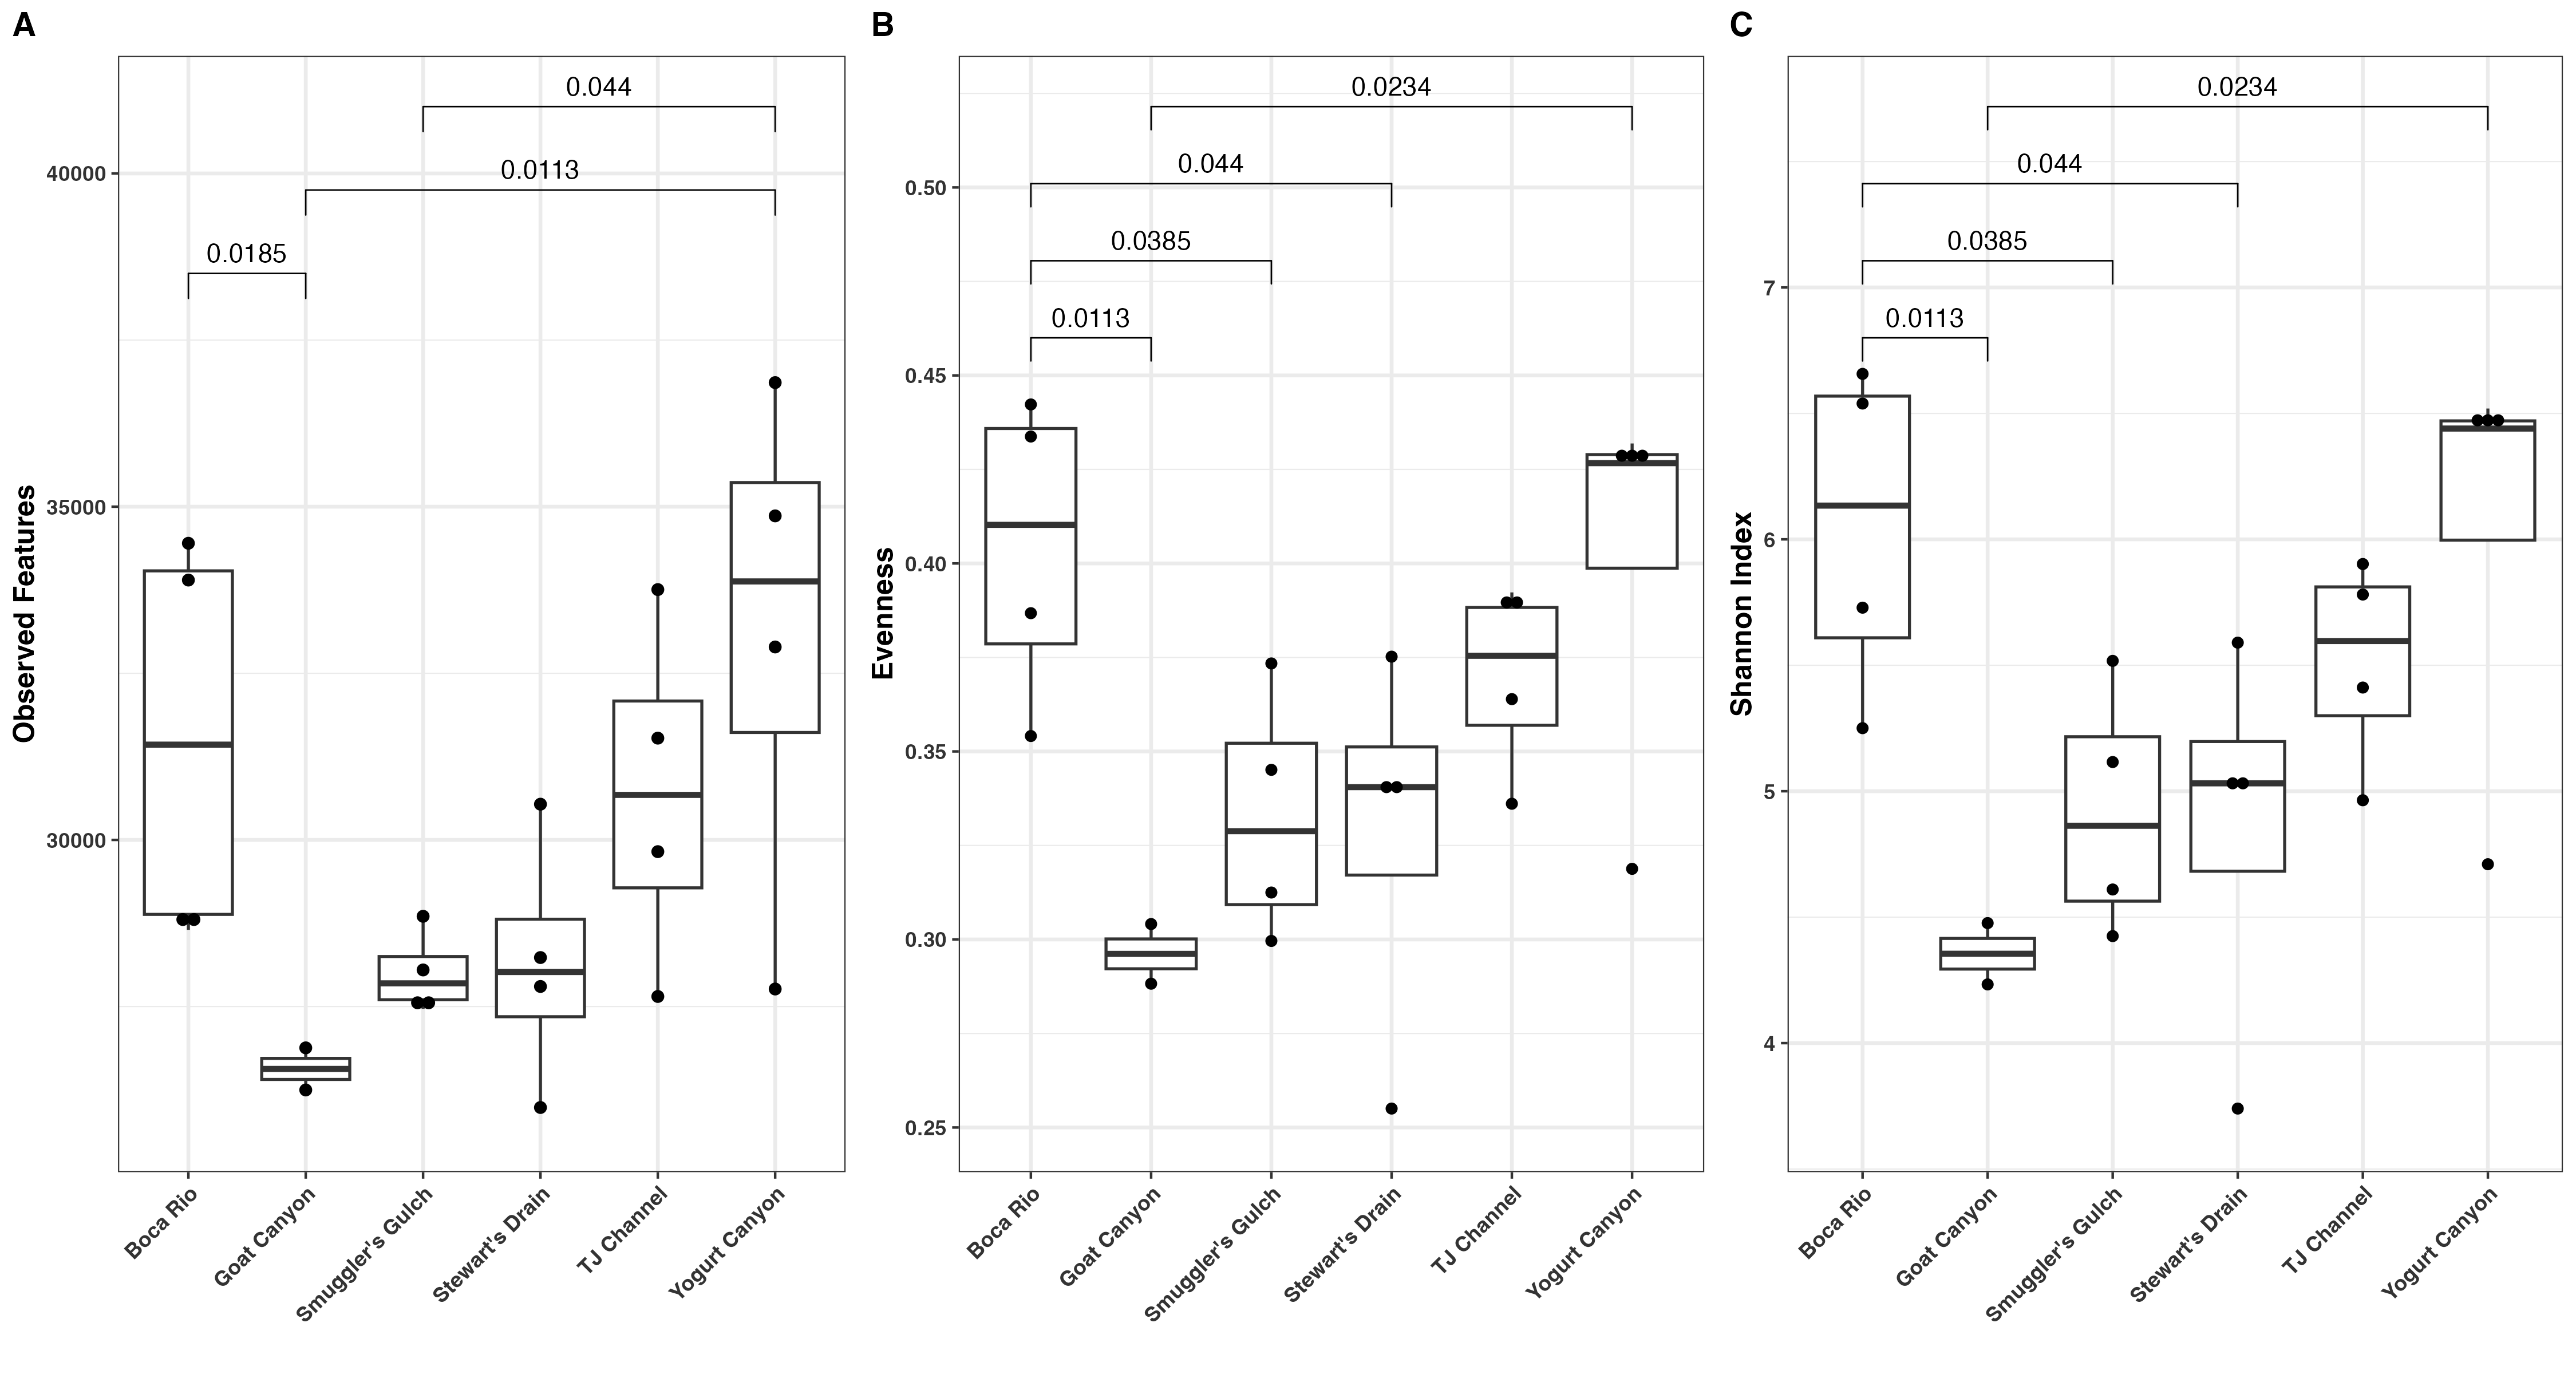 A
Observed Features
40000
35000
30000
0.044
0.0113
0.0185
Boca Rio
Goat Canyon
Smuggler's Gulch
Stewart's Drain
TJ Channel
Yogurt Canyon
B
Evenness
0.50
0.45
0.40
0.35
0.30
0.25
0.0234
0.044
0.0385
0.0113
Boca Rio
Goat Canyon
Smuggler's Gulch
Stewart's Drain
TJ Channel
Yogurt Canyon
C
Shannon Index
7
6
5
4
0.0234
0.044
0.0385
0.0113
Boca Rio
Goat Canyon
Smuggler's Gulch
Stewart's Drain
TJ Channel
Yogurt Canyon